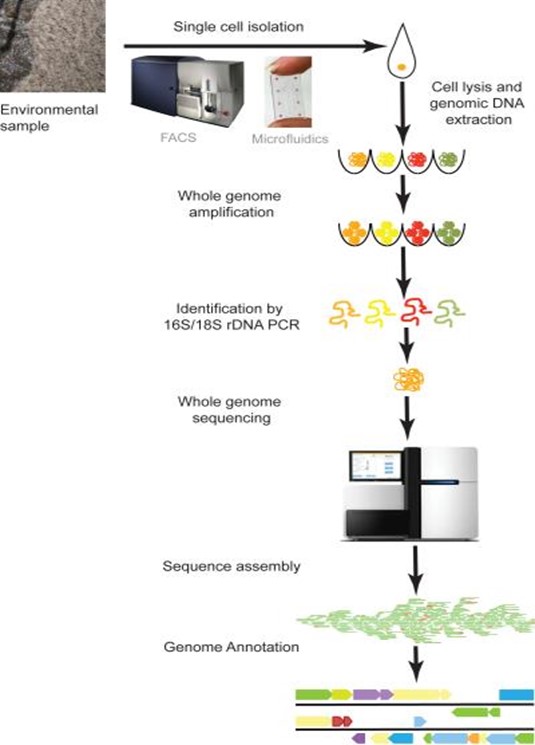 Single cell isolation
Environmental
sample
FACS
Microfluidics
Cell lysis and
genomic DNA
extraction
Whole genome
amplification
Identification by
16S/18S rDNA PCR
Whole genome
sequencing
Sequence assembly
Genome Annotation